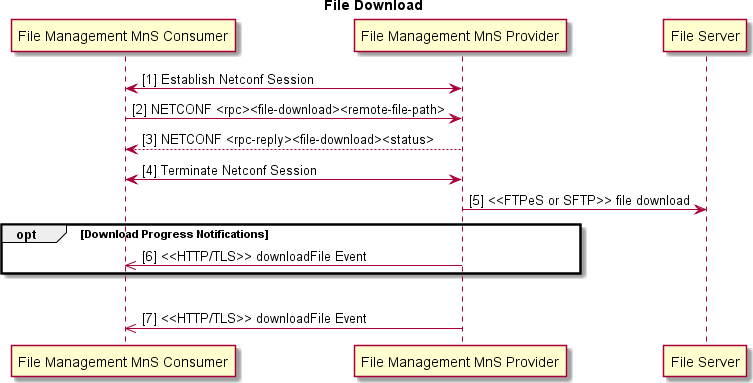 File Download
File Management MnS Consumer
File Management MnS Provider
File Server
[1] Establish Netconf Session
[2] NETCONF <rpc><file-download><remote-file-path>
[3] NETCONF <rpc-reply><file-download><status>
[4] Terminate Netconf Session
[5] <<FTPeS or SFTP>> file download
opt
[Download Progress Notifications]
[6] <<HTTP/TLS>> downloadFile Event
[7] <<HTTP/TLS>> downloadFile Event
File Management MnS Consumer
File Management MnS Provider
File Server